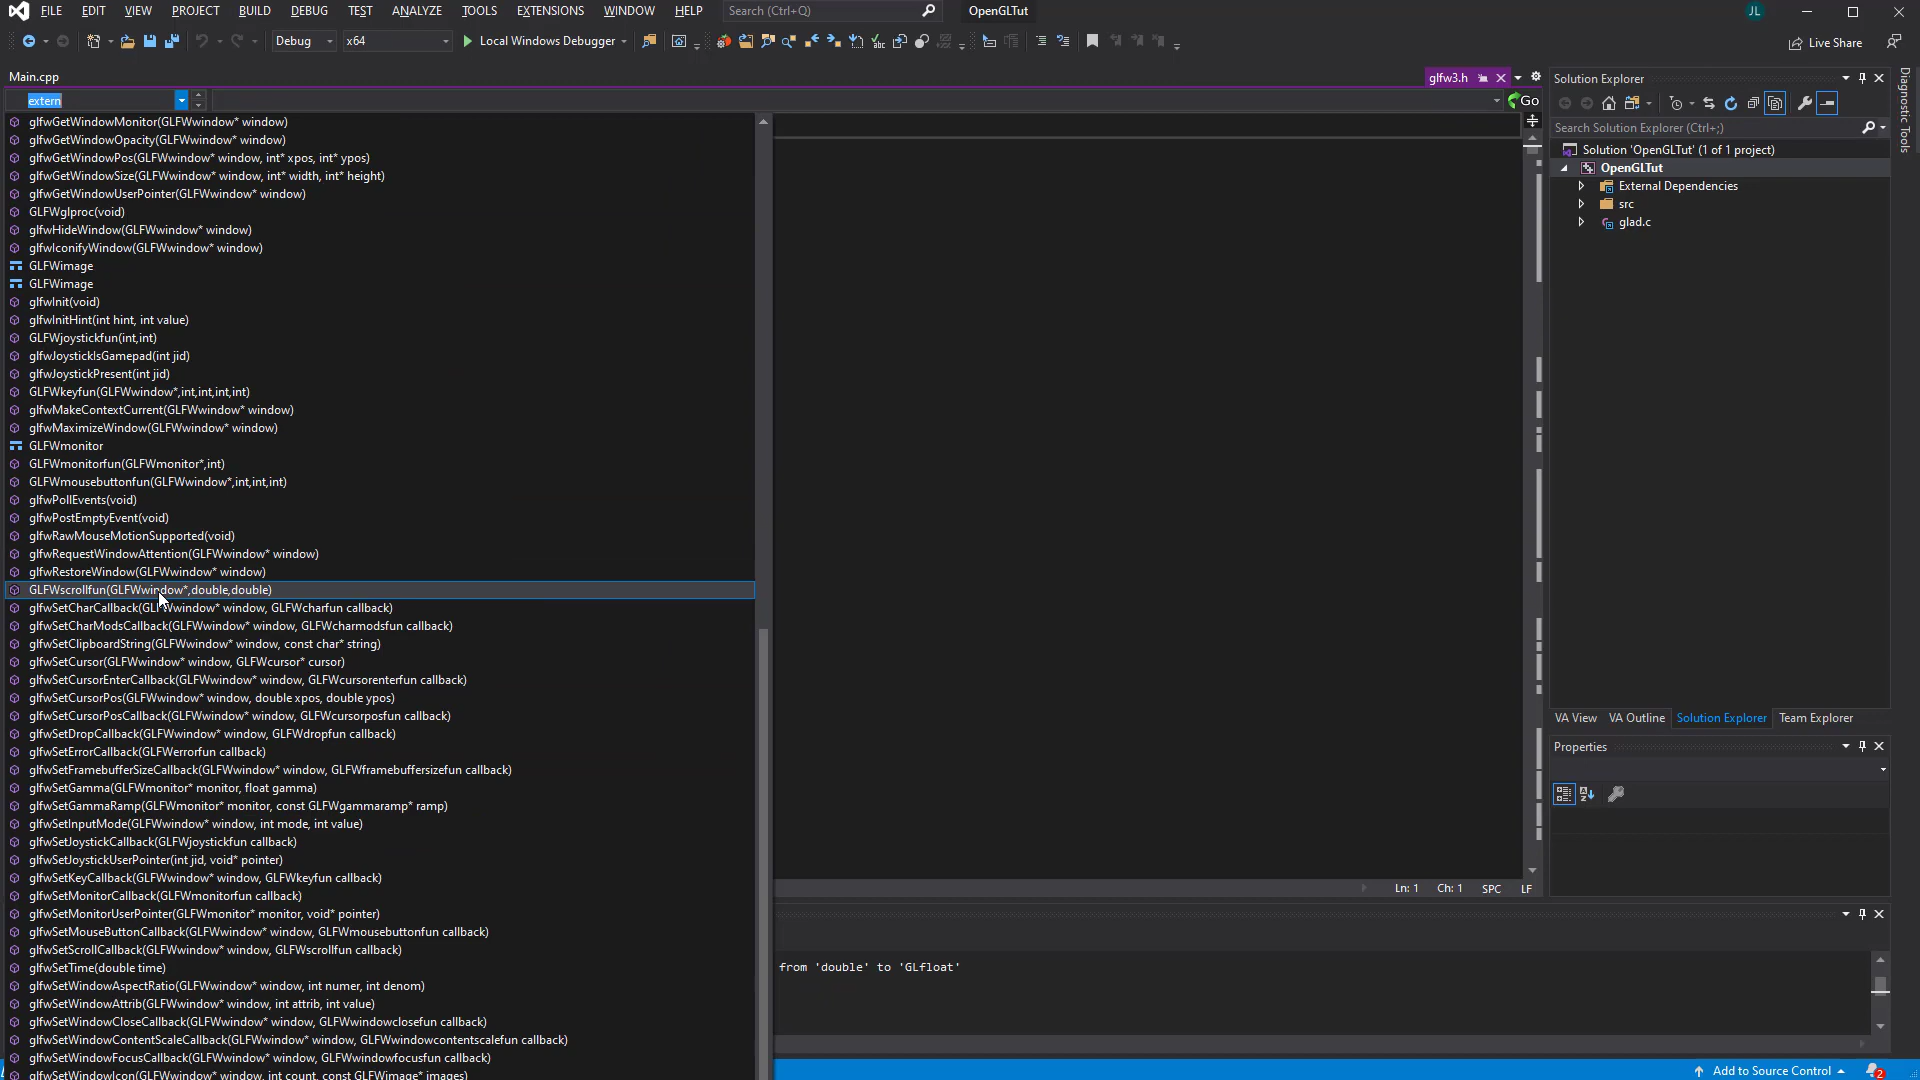 FILE EDIT VIEW PROJECT BUILD DEBUG TEST ANALYZE TOOLS EXTENSIONS WINDOW HELP Search (Ctrl+Q) OpenGLTut JL
Debug x64 Local Windows Debugger Live Share
Main.cpp glfw3.h
extern Go
glfwGetWindowMonitor(GLFWwindow* window)
glfwGetWindowOpacity(GLFWwindow* window)
glfwGetWindowPos(GLFWwindow* window, int* xpos, int* ypos)
glfwGetWindowSize(GLFWwindow* window, int* width, int* height)
glfwGetWindowUserPointer(GLFWwindow* window)
GLFWglproc(void)
glfwHideWindow(GLFWwindow* window)
glfwIconifyWindow(GLFWwindow* window)
GLFWimage
GLFWimage
glfwInit(void)
glfwInitHint(int hint, int value)
GLFWjoystickfun(int,int)
glfwJoystickIsGamepad(int jid)
glfwJoystickPresent(int jid)
GLFWkeyfun(GLFWwindow*,int,int,int,int)
glfwMakeContextCurrent(GLFWwindow* window)
glfwMaximizeWindow(GLFWwindow* window)
GLFWmonitor
GLFWmonitorfun(GLFWmonitor*,int)
GLFWmousebuttonfun(GLFWwindow*,int,int,int)
glfwPollEvents(void)
glfwPostEmptyEvent(void)
glfwRawMouseMotionSupported(void)
glfwRequestWindowAttention(GLFWwindow* window)
glfwRestoreWindow(GLFWwindow* window)
GLFWscrollfun(GLFWwindow*,double,double)
glfwSetCharCallback(GLFWwindow* window, GLFWcharfun callback)
glfwSetCharModsCallback(GLFWwindow* window, GLFWcharmodsfun callback)
glfwSetClipboardString(GLFWwindow* window, const char* string)
glfwSetCursor(GLFWwindow* window, GLFWcursor* cursor)
glfwSetCursorEnterCallback(GLFWwindow* window, GLFWcursorenterfun callback)
glfwSetCursorPos(GLFWwindow* window, double xpos, double ypos)
glfwSetCursorPosCallback(GLFWwindow* window, GLFWcursorposfun callback)
glfwSetDropCallback(GLFWwindow* window, GLFWdropfun callback)
glfwSetErrorCallback(GLFWerrorfun callback)
glfwSetFramebufferSizeCallback(GLFWwindow* window, GLFWframebuffersizefun callback)
glfwSetGamma(GLFWmonitor* monitor, float gamma)
glfwSetGammaRamp(GLFWmonitor* monitor, const GLFWgammaramp* ramp)
glfwSetInputMode(GLFWwindow* window, int mode, int value)
glfwSetJoystickCallback(GLFWjoystickfun callback)
glfwSetJoystickUserPointer(int jid, void* pointer)
glfwSetKeyCallback(GLFWwindow* window, GLFWkeyfun callback)
glfwSetMonitorCallback(GLFWmonitorfun callback)
glfwSetMonitorUserPointer(GLFWmonitor* monitor, void* pointer)
glfwSetMouseButtonCallback(GLFWwindow* window, GLFWmousebuttonfun callback)
glfwSetScrollCallback(GLFWwindow* window, GLFWscrollfun callback)
glfwSetTime(double time)
glfwSetWindowAspectRatio(GLFWwindow* window, int numer, int denom)
glfwSetWindowAttrib(GLFWwindow* window, int attrib, int value)
glfwSetWindowCloseCallback(GLFWwindow* window, GLFWwindowclosefun callback)
glfwSetWindowContentScaleCallback(GLFWwindow* window, GLFWwindowcontentscalefun callback)
glfwSetWindowFocusCallback(GLFWwindow* window, GLFWwindowfocusfun callback)
glfwSetWindowIcon(GLFWwindow* window, int count, const GLFWimage* images)
Ln: 1 Ch: 1 SPC LF
from 'double' to 'GLfloat'
Solution Explorer
Search Solution Explorer (Ctrl+;)
Solution 'OpenGLTut' (1 of 1 project)
OpenGLTut
External Dependencies
src
glad.c
VA View VA Outline Solution Explorer Team Explorer
Properties
Diagnostic Tools
Add to Source Control 2